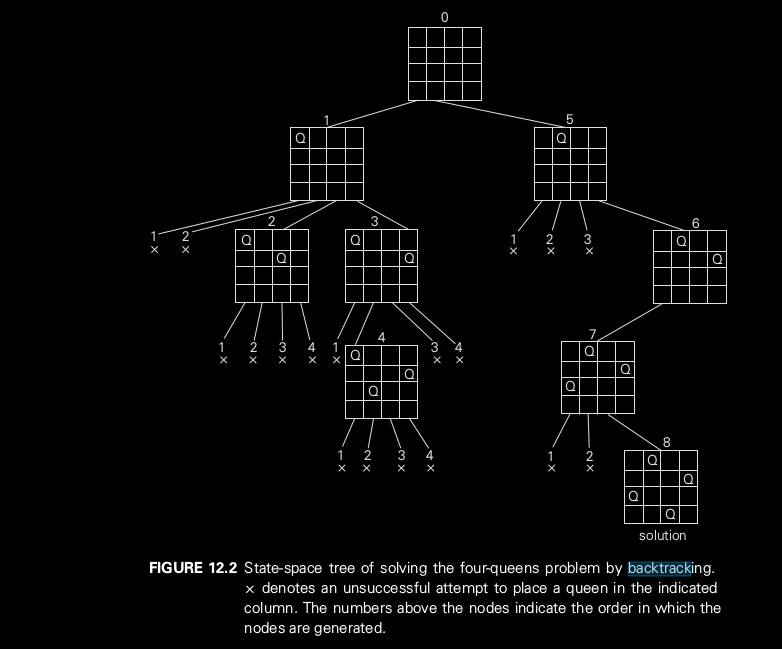 0
1
5
Q
Q
1 2
× ×
2
3
1 2 3
× × ×
6
Q
Q
Q
Q
Q
Q
1 2 3 4
× × × ×
1
×
3 4
× ×
4
7
Q
Q
Q
Q
Q
Q
1 2 3 4
× × × ×
1 2
× ×
8
Q
Q
Q
Q
solution
FIGURE 12.2 State-space tree of solving the four-queens problem by backtracking.
× denotes an unsuccessful attempt to place a queen in the indicated
column. The numbers above the nodes indicate the order in which the
nodes are generated.